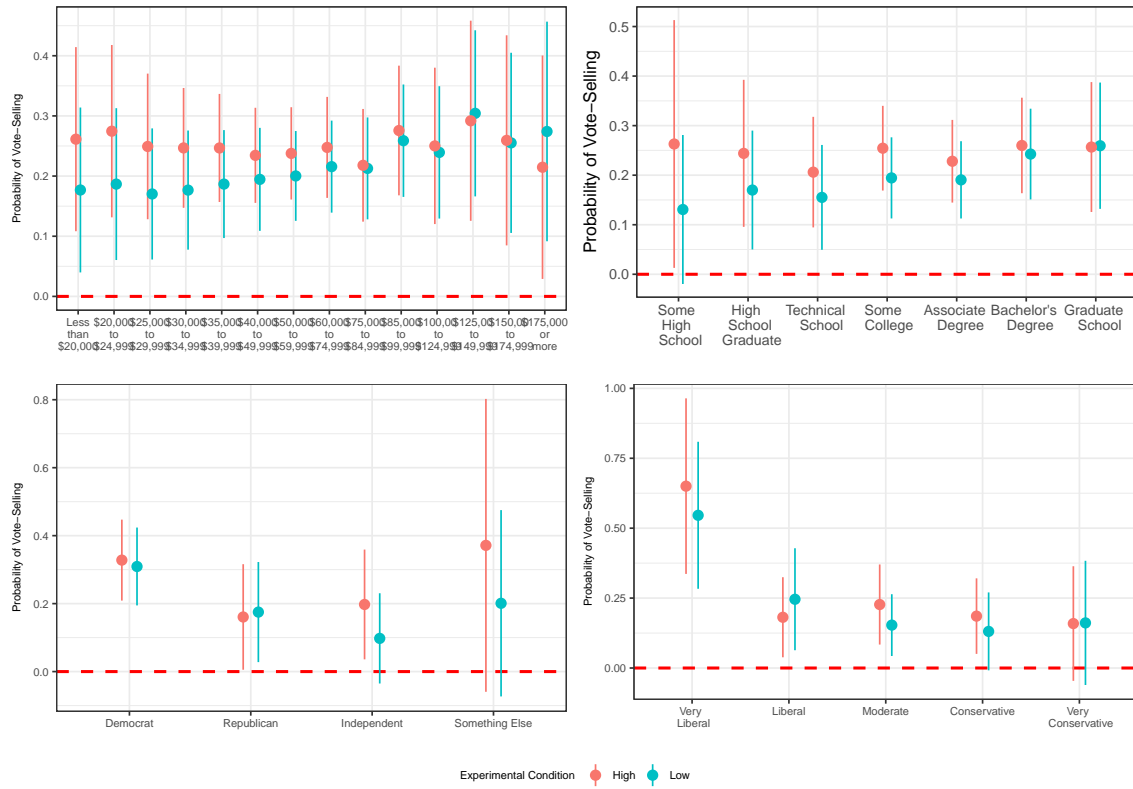 Probability of Vote−Selling
0.4
0.3
0.2
0.1
0.0
Less than $20,000
$20,000 to $24,999
$25,000 to $29,999
$30,000 to $34,999
$35,000 to $39,999
$40,000 to $49,999
$50,000 to $59,999
$60,000 to $74,999
$75,000 to $84,999
$85,000 to $99,999
$100,000 to $124,999
$125,000 to $149,999
$150,000 to $174,999
$175,000 or more
Probability of Vote−Selling
0.5
0.4
0.3
0.2
0.1
0.0
Some High School
High School Graduate
Technical School
Some College
Associate Degree
Bachelor's Degree
Graduate School
Probability of Vote−Selling
0.8
0.6
0.4
0.2
0.0
Democrat
Republican
Independent
Something Else
Probability of Vote−Selling
1.00
0.75
0.50
0.25
0.00
Very Liberal
Liberal
Moderate
Conservative
Very Conservative
Experimental Condition High Low